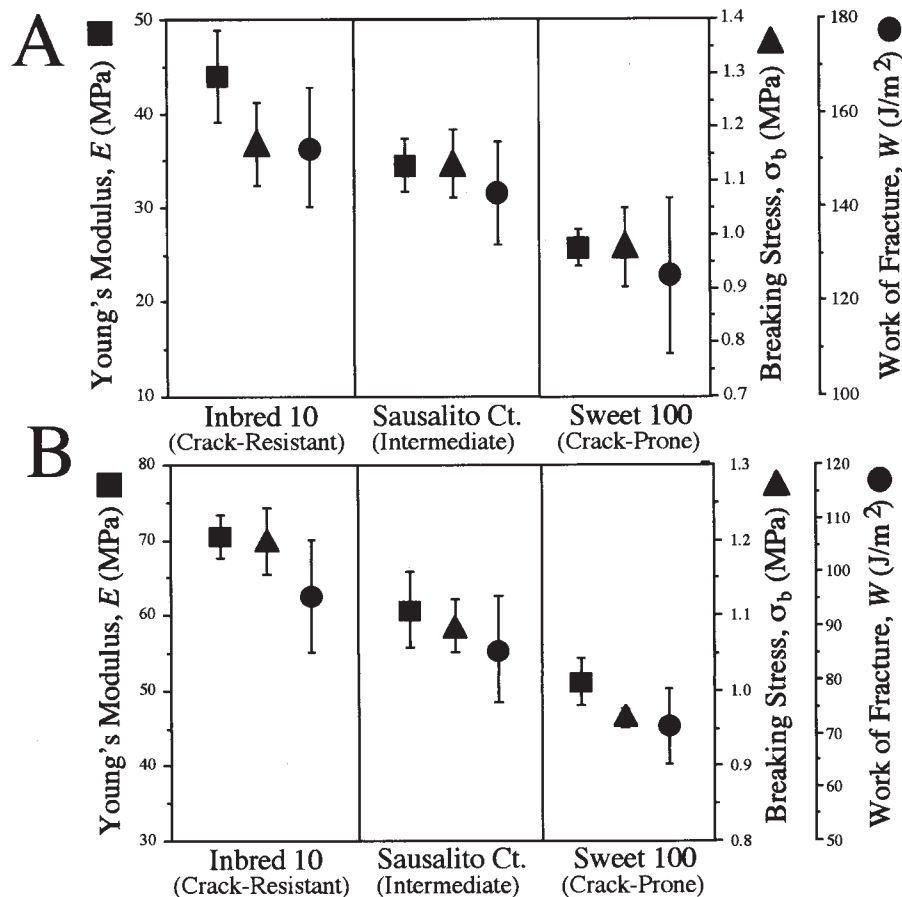 A
Young's Modulus, E (MPa)
50
40
30
20
10
Inbred 10
(Crack-Resistant)
Sausalito Ct.
(Intermediate)
Sweet 100
(Crack-Prone)
1.4
1.3
1.2
1.1
1.0
0.9
0.8
0.7
Breaking Stress, σb (MPa)
180
160
140
120
100
Work of Fracture, W (J/m²)
B
Young's Modulus, E (MPa)
80
70
60
50
40
30
Inbred 10
(Crack-Resistant)
Sausalito Ct.
(Intermediate)
Sweet 100
(Crack-Prone)
1.3
1.2
1.1
1.0
0.9
0.8
Breaking Stress, σb (MPa)
120
110
100
90
80
70
60
50
Work of Fracture, W (J/m²)